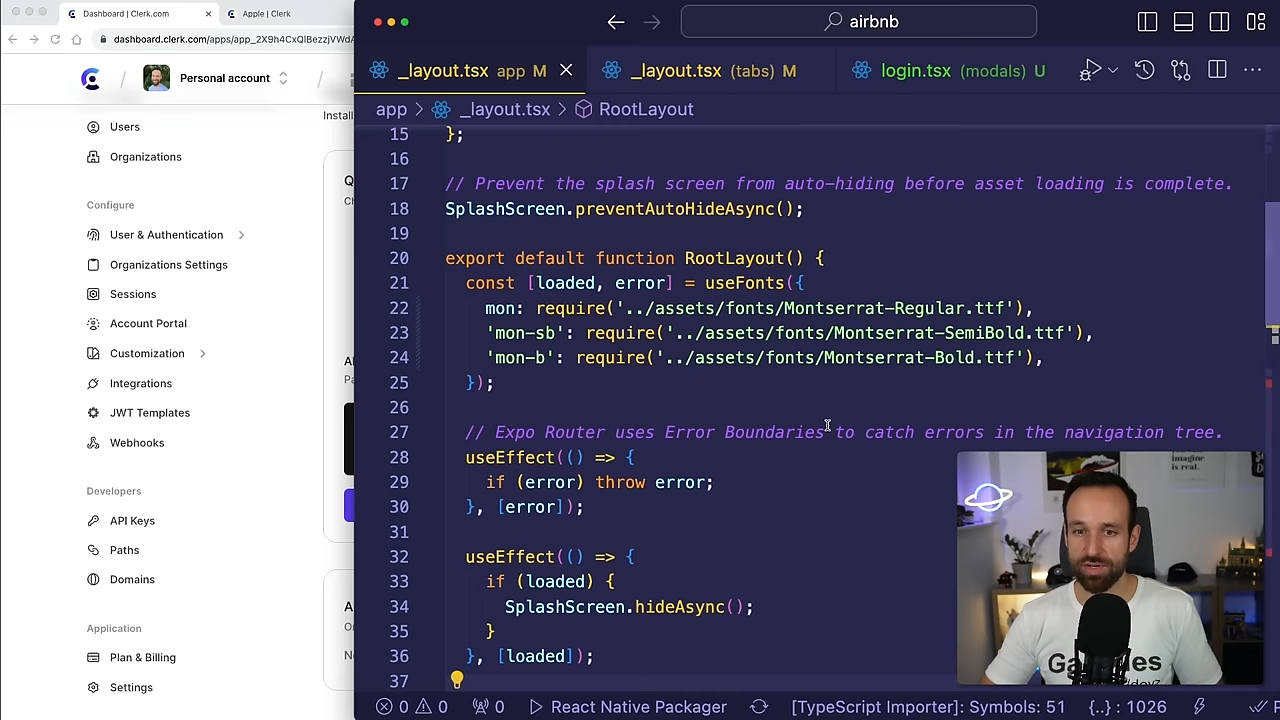 Dashboard | Clerk.com
Apple | Clerk
dashboard.clerk.com/apps/app_2X9h4CxQlBezzjVWdA
Personal account
Users
Organizations
Configure
User & Authentication
Organizations Settings
Sessions
Account Portal
Customization
Integrations
JWT Templates
Webhooks
Developers
API Keys
Paths
Domains
Application
Plan & Billing
Settings
Install
airbnb
_layout.tsx app M
_layout.tsx (tabs) M
login.tsx (modals) U
app > _layout.tsx > RootLayout
15 };
16
17 // Prevent the splash screen from auto-hiding before asset loading is complete.
18 SplashScreen.preventAutoHideAsync();
19
20 export default function RootLayout() {
21 const [loaded, error] = useFonts({
22 mon: require('../assets/fonts/Montserrat-Regular.ttf'),
23 'mon-sb': require('../assets/fonts/Montserrat-SemiBold.ttf'),
24 'mon-b': require('../assets/fonts/Montserrat-Bold.ttf'),
25 });
26
27 // Expo Router uses Error Boundaries to catch errors in the navigation tree.
28 useEffect(() => {
29 if (error) throw error;
30 }, [error]);
31
32 useEffect(() => {
33 if (loaded) {
34 SplashScreen.hideAsync();
35 }
36 }, [loaded]);
37
0 0 0 React Native Packager [TypeScript Importer]: Symbols: 51 {..} : 1026